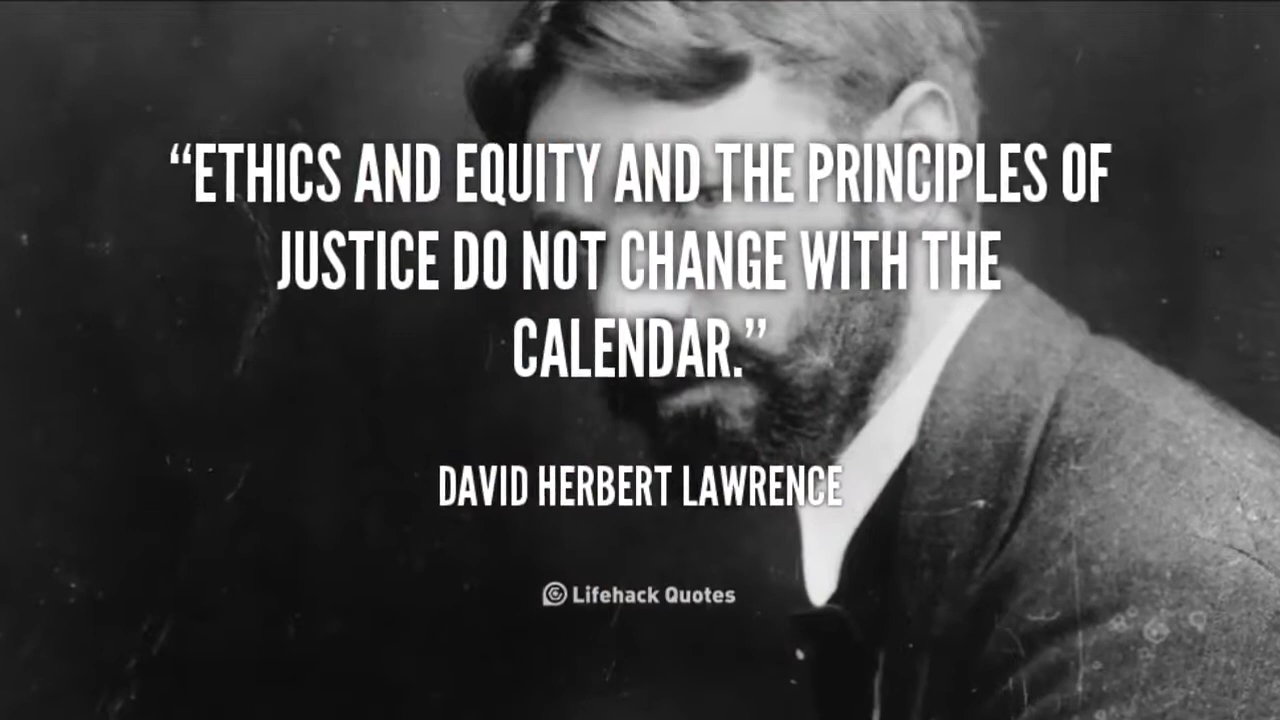 “ETHICS AND EQUITY AND THE PRINCIPLES OF
JUSTICE DO NOT CHANGE WITH THE
CALENDAR.”
DAVID HERBERT LAWRENCE
Lifehack Quotes